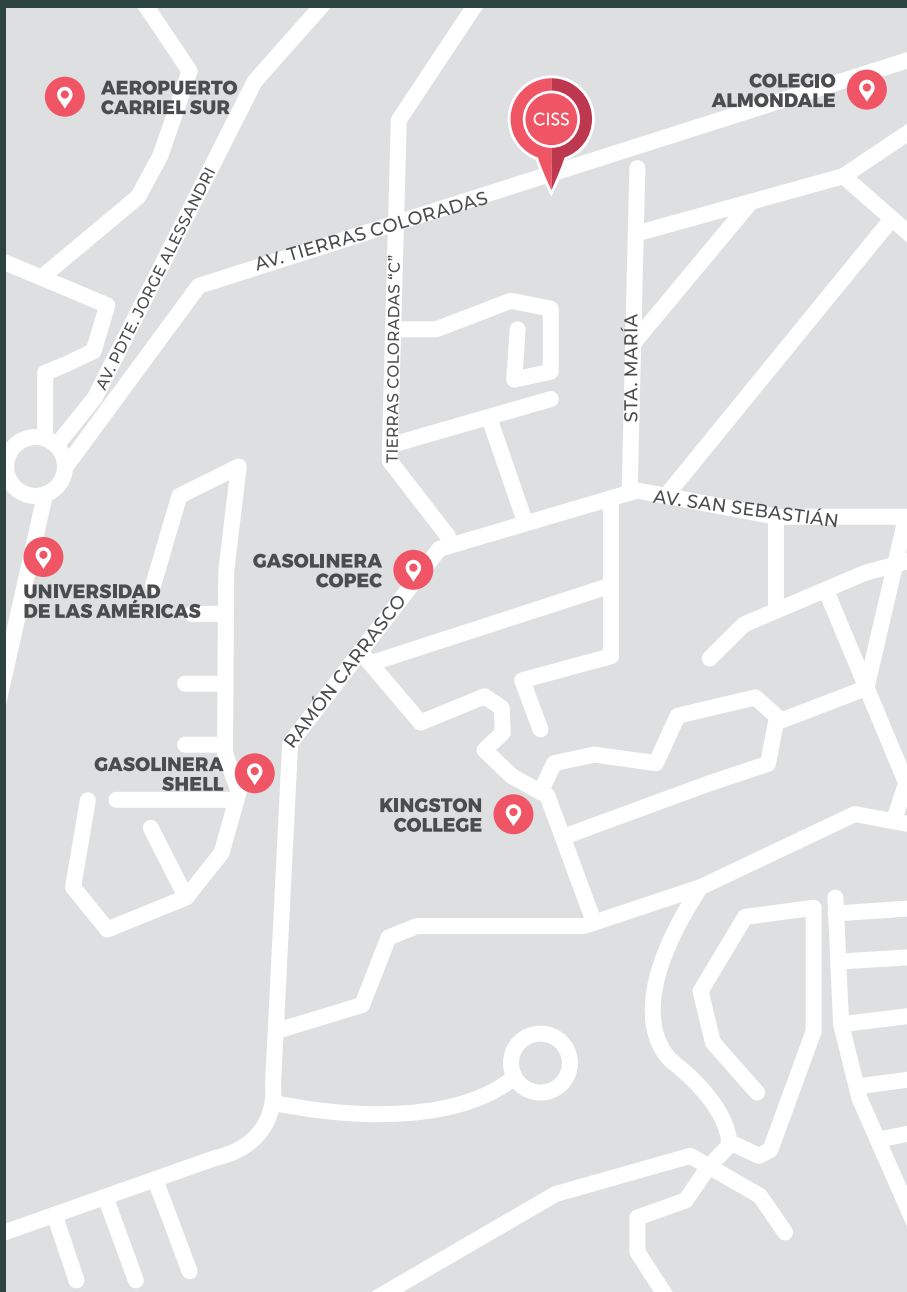 AEROPUERTO
CARRIEL SUR
CISS
COLEGIO
ALMONDALE
AV. PDTE. JORGE ALESSANDRI
AV. TIERRAS COLORADAS
TIERRAS COLORADAS “C”
STA. MARÍA
AV. SAN SEBASTIÁN
UNIVERSIDAD
DE LAS AMÉRICAS
GASOLINERA
COPEC
RAMÓN CARRASCO
GASOLINERA
SHELL
KINGSTON
COLLEGE